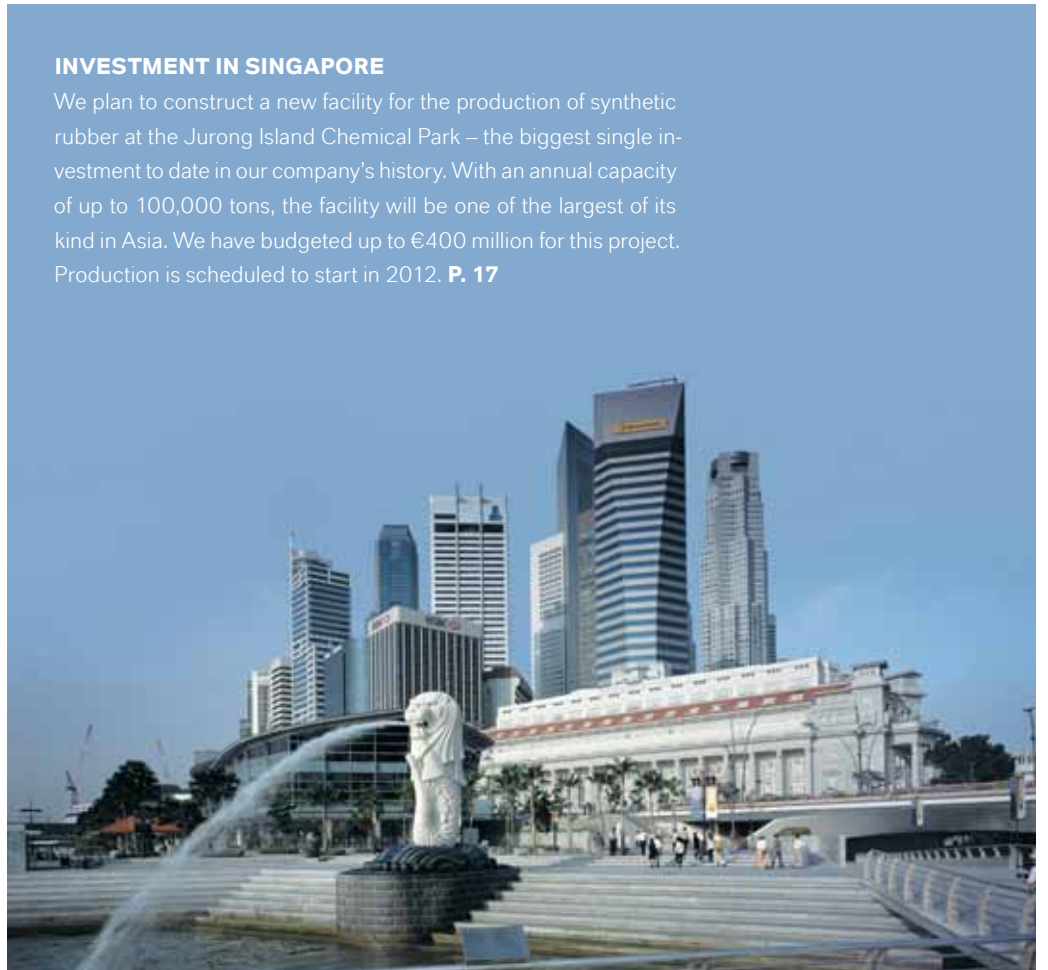 INVESTMENT IN SINGAPORE
We plan to construct a new facility for the production of synthetic
rubber at the Jurong Island Chemical Park – the biggest single in-
vestment to date in our company's history. With an annual capacity
of up to 100,000 tons, the facility will be one of the largest of its
kind in Asia. We have budgeted up to €400 million for this project.
Production is scheduled to start in 2012. P. 17